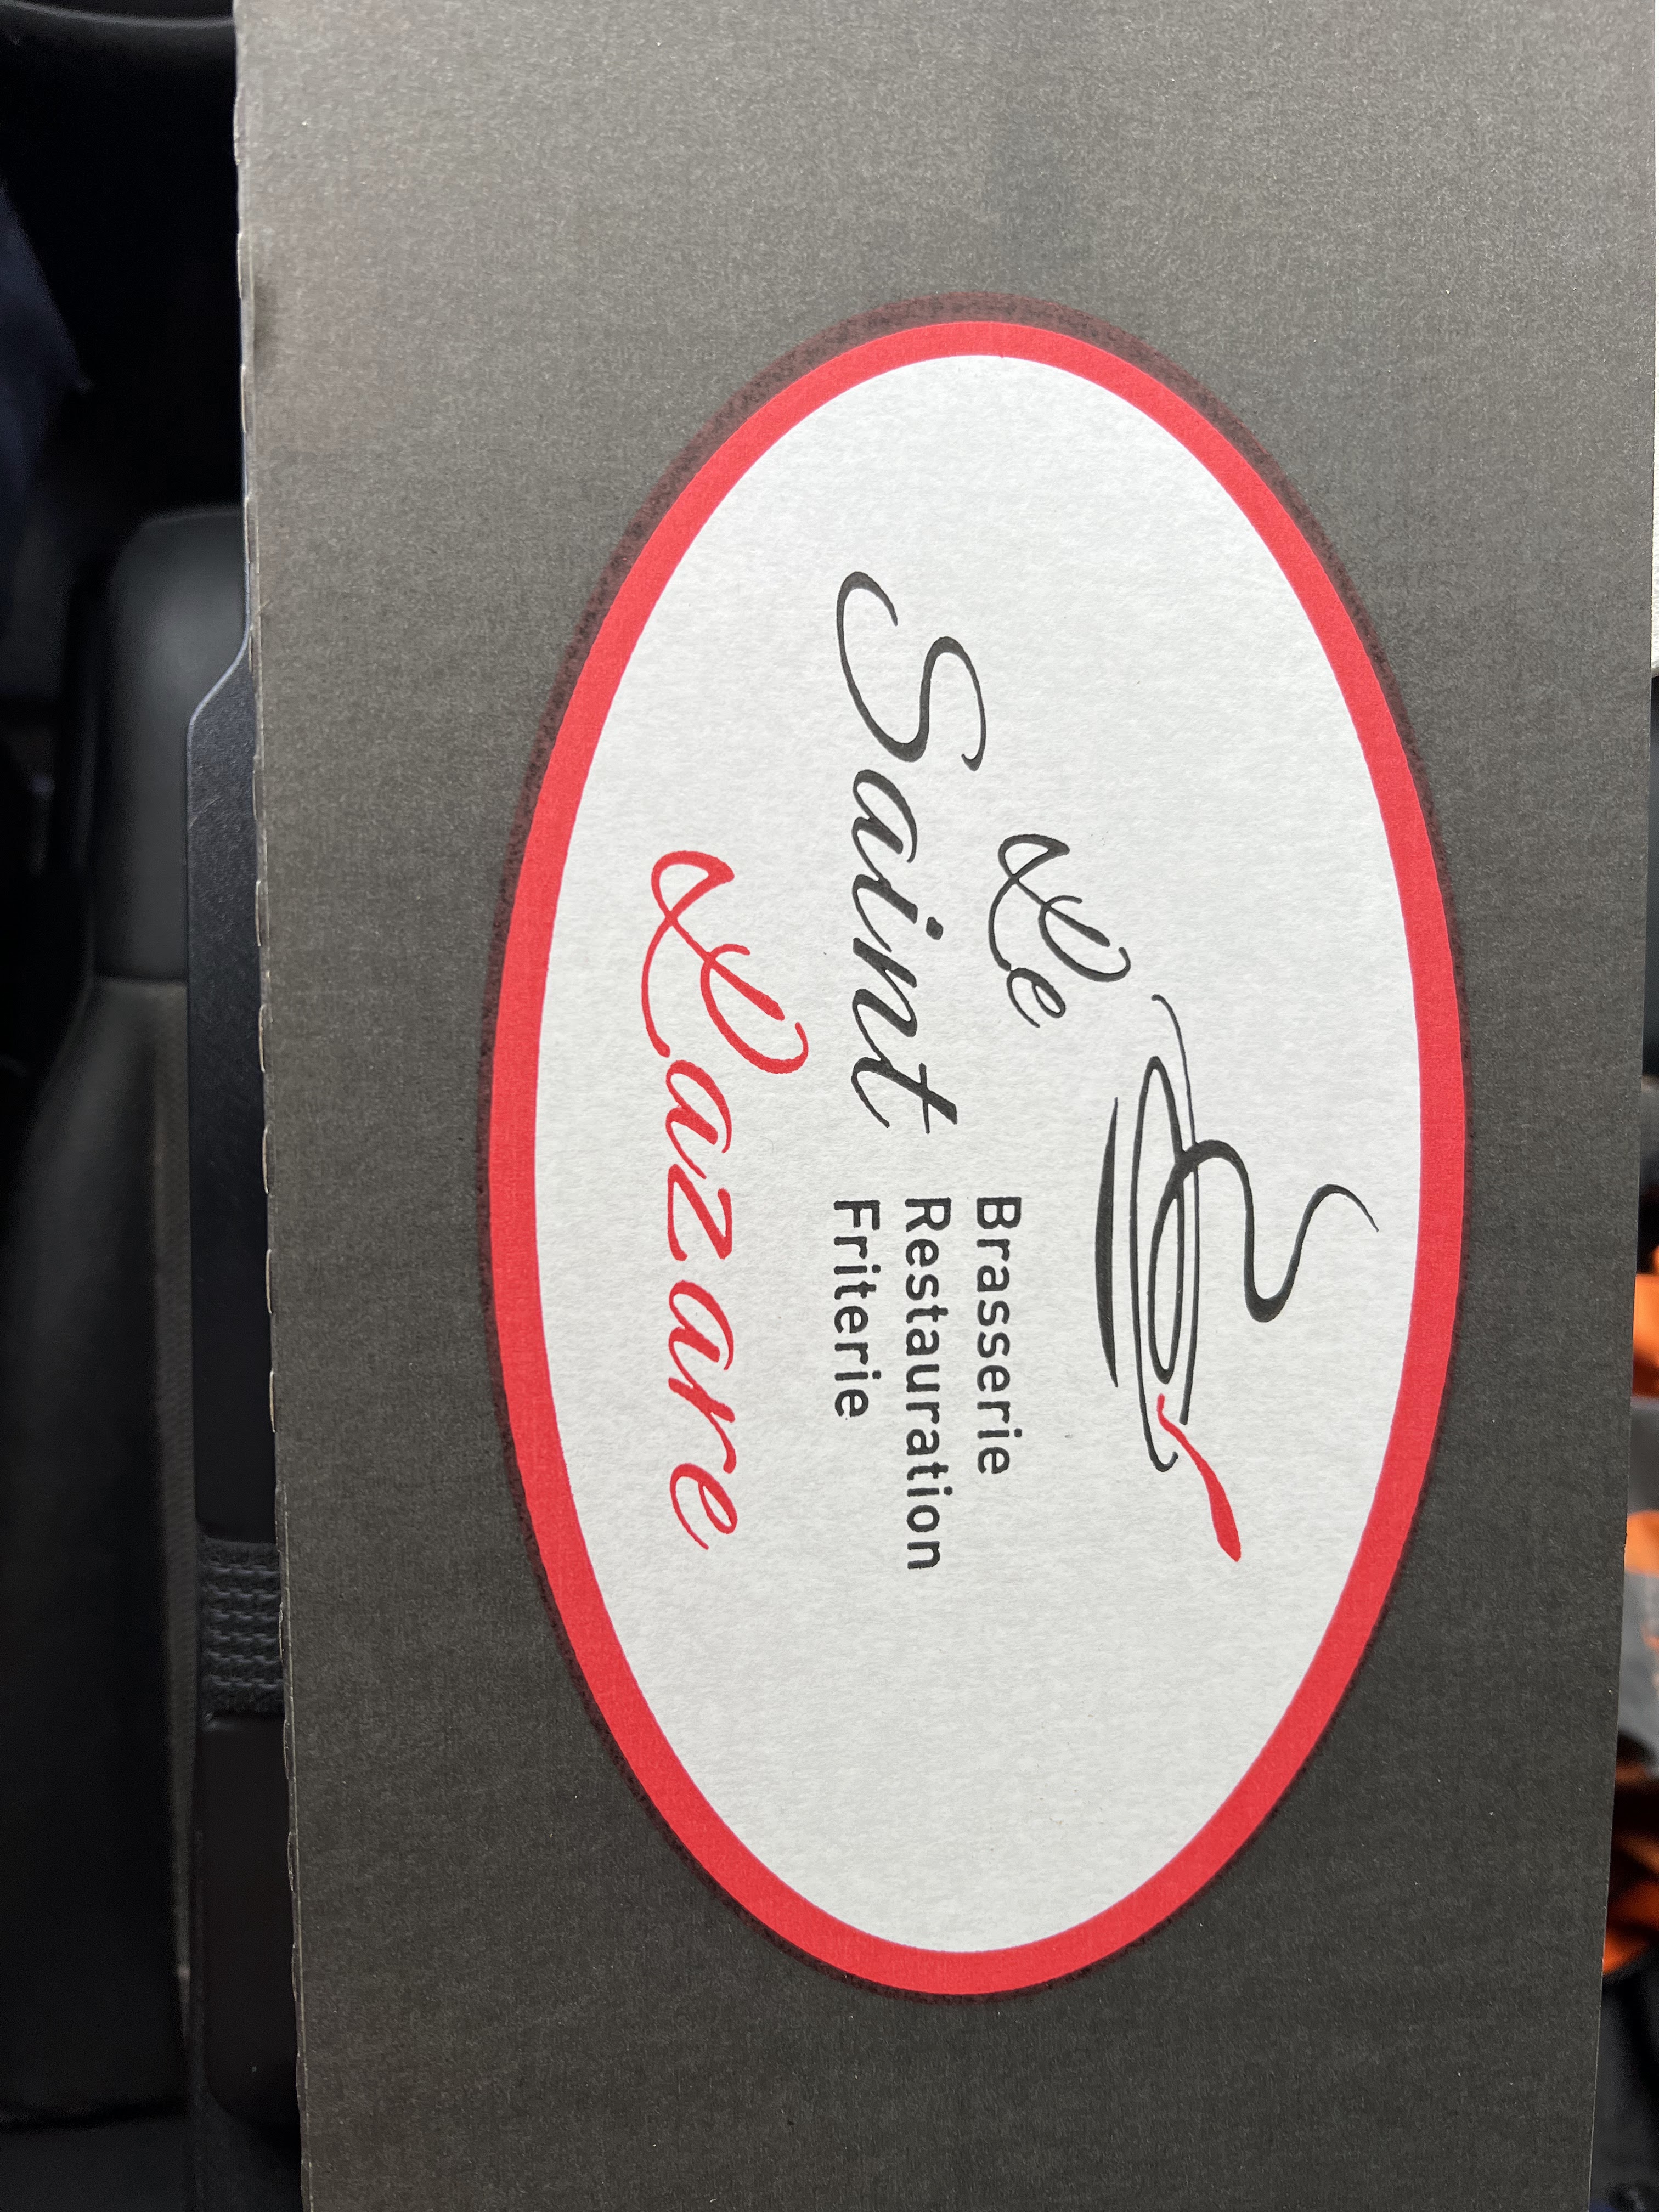 Le
Saint
Brasserie
Restauration
Friterie
Lazare